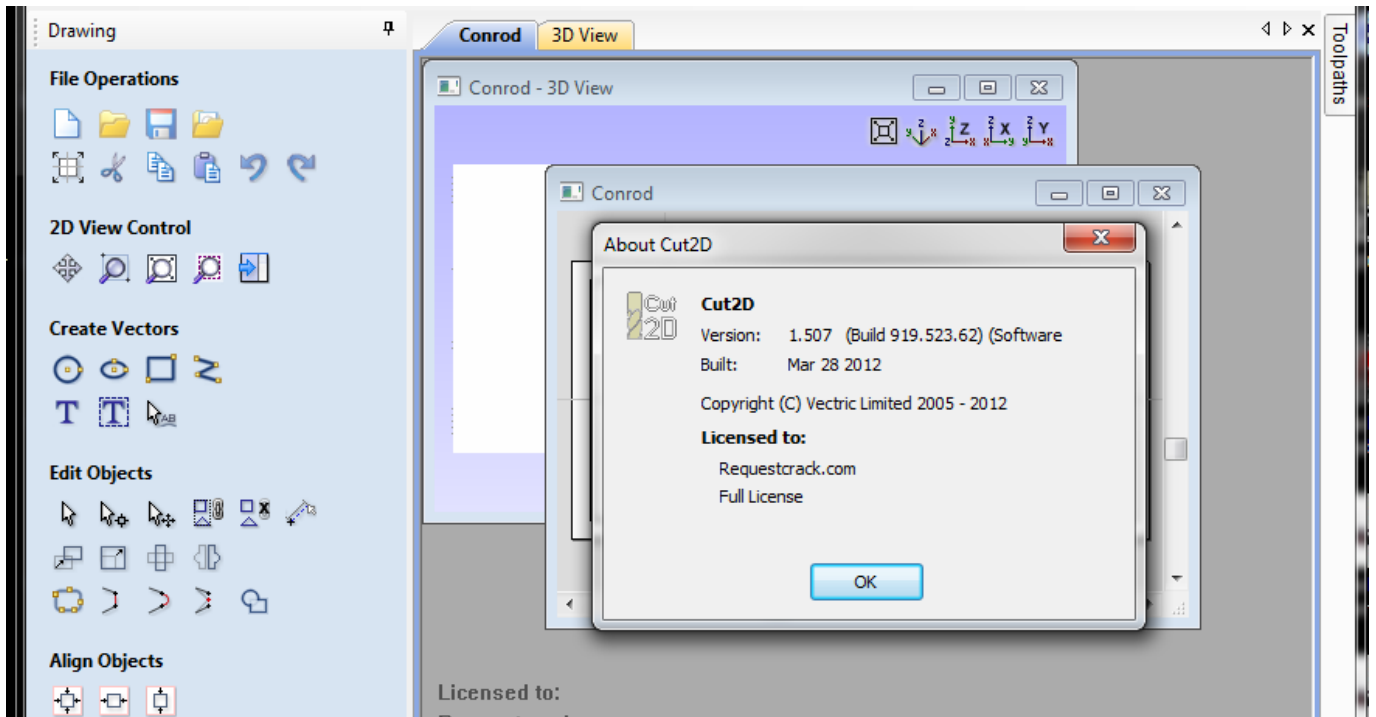 Drawing
File Operations
2D View Control
Create Vectors
T T AB
Edit Objects
Align Objects
Conrod
3D View
Toolpaths
Conrod - 3D View
Conrod
About Cut2D
Cut
2D
Cut2D
Version: 1.507 (Build 919.523.62) (Software
Built: Mar 28 2012
Copyright (C) Vectric Limited 2005 - 2012
Licensed to:
Requestcrack.com
Full License
OK
Licensed to: